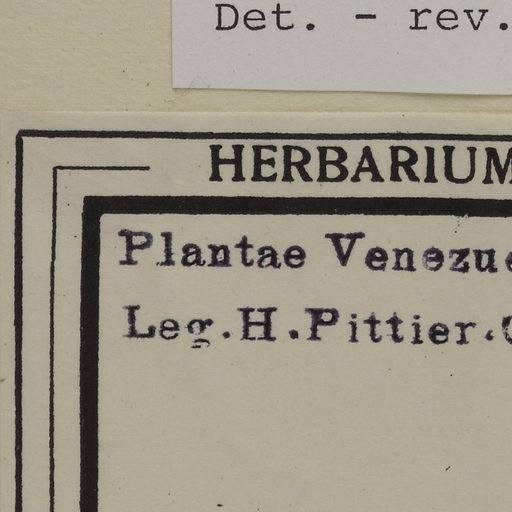 Det. - rev.
HERBARIUM
Plantae Venezue
Leg. H. Pittier.